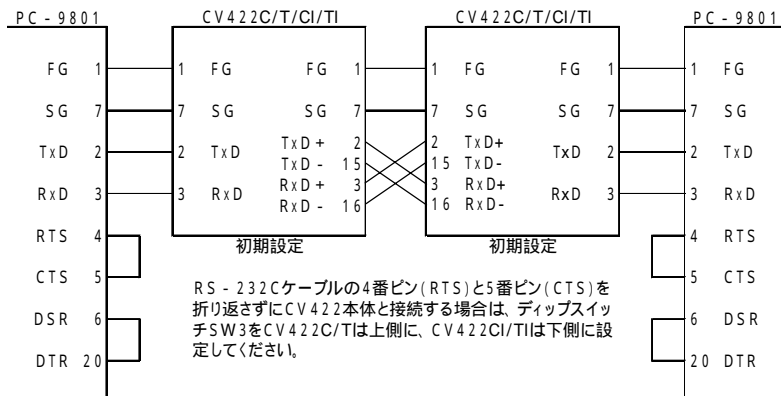 PC-9801 CV422C/T/CI/TI CV422C/T/CI/TI PC-9801
FG 1 1 FG FG 1 1 FG FG 1 1 FG
SG 7 7 SG SG 7 7 SG SG 7 7 SG
TxD 2 2 TxD TxD+ 2 2 TxD+ TxD 2 2 TxD
TxD- 15 15 TxD-
RxD 3 3 RxD RxD+ 3 3 RxD+ RxD 3 3 RxD
RxD- 16 16 RxD-
RTS 4 初期設定 初期設定 4 RTS
CTS 5 5 CTS
DSR 6 6 DSR
DTR 20 20 DTR
RS-232Cケーブルの4番ピン(RTS)と5番ピン(CTS)を
折り返さずにCV422本体と接続する場合は、ディップスイッ
チSW3をCV422C/Tは上側に、CV422CI/TIは下側に設
定してください。